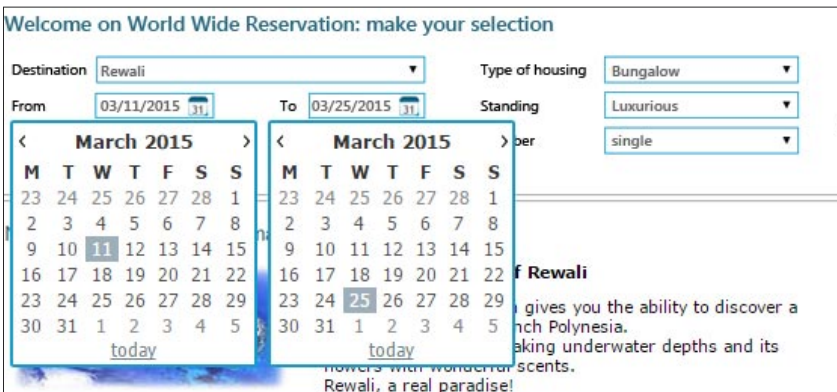 Welcome on World Wide Reservation: make your selection
Destination Rewali Type of housing Bungalow
From 03/11/2015 31 To 03/25/2015 31 Standing Luxurious
single
< March 2015 >
M T W T F S S
23 24 25 26 27 28 1
2 3 4 5 6 7 8
9 10 11 12 13 14 15
16 17 18 19 20 21 22
23 24 25 26 27 28 29
30 31 1 2 3 4 5
today
< March 2015 >
M T W T F S S
23 24 25 26 27 28 1
2 3 4 5 6 7 8
9 10 11 12 13 14 15
16 17 18 19 20 21 22
23 24 25 26 27 28 29
30 31 1 2 3 4 5
today
f Rewali
gives you the ability to discover a
nch Polynesia.
aking underwater depths and its
flowers with wonderful scents.
Rewali, a real paradise!